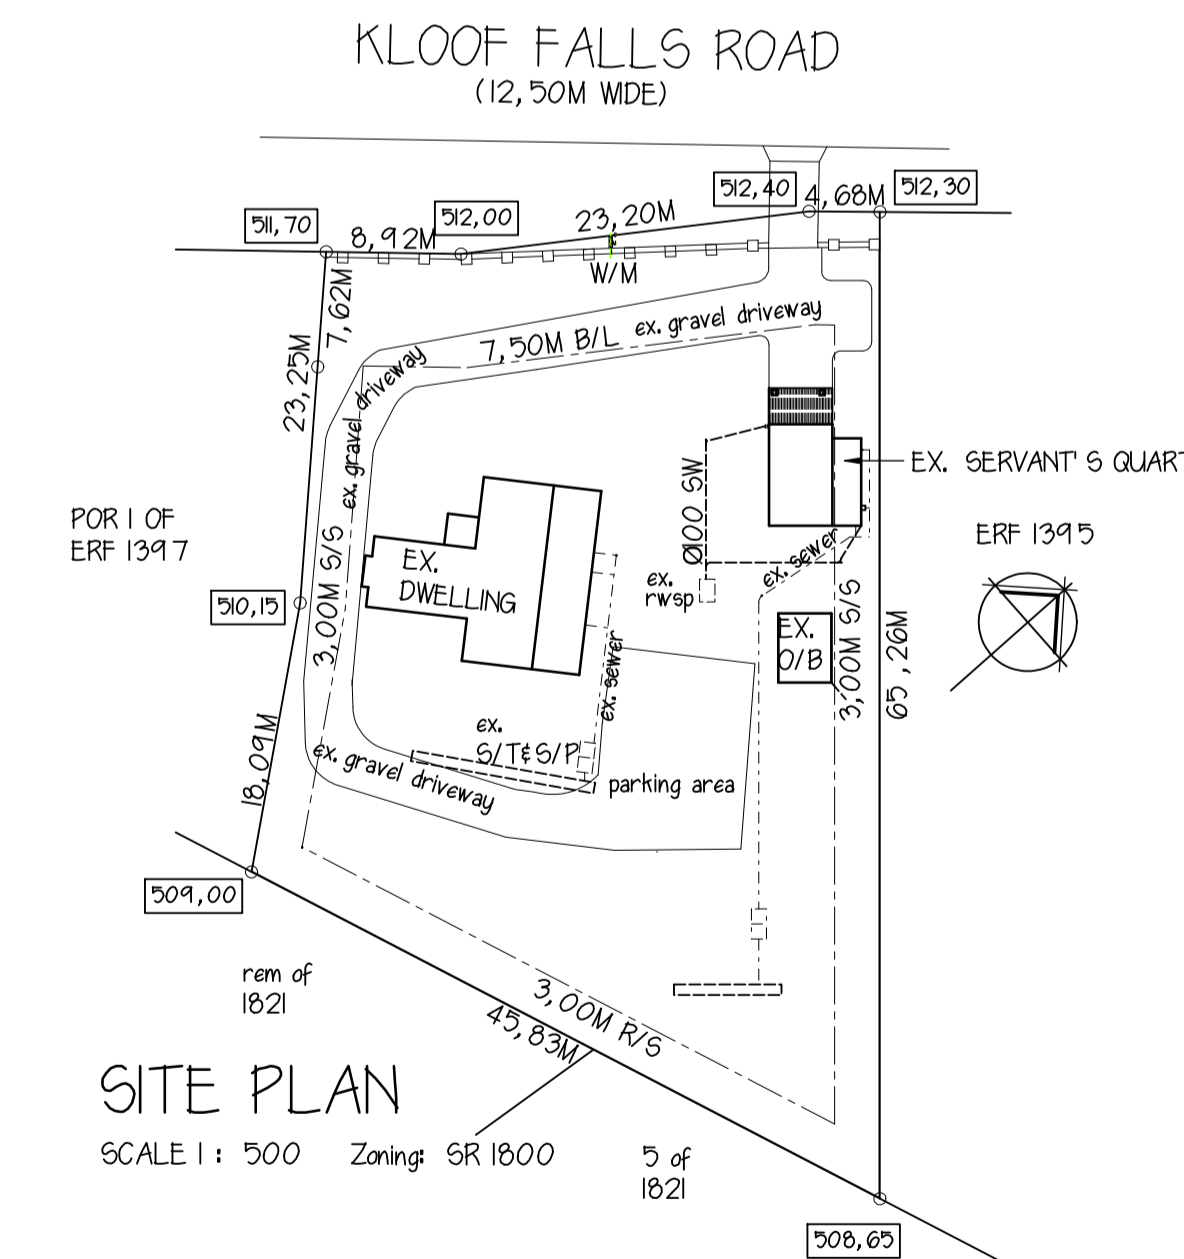 KLOOF FALLS ROAD
(12,50M WIDE)
512,40
4,68M
512,30
511,70
8,92M
512,00
23,20M
W/M
7,62M
23,25M
7,50M B/L
ex. gravel driveway
ex. gravel driveway
EX. SERVANT'S QUART
Ø100 SW
POR 1 OF
ERF 1397
ERF 1395
EX.
DWELLING
ex.
rwsp
ex. sewer
510,15
3,00M S/S
EX.
O/B
3,00M S/S
65,26M
ex. sewer
ex.
S/T& S/P
18,09M
ex. gravel driveway
parking area
509,00
rem of
1821
3,00M R/S
45,83M
SITE PLAN
SCALE 1 : 500 Zoning: SR 1800
5 of
1821
508,65